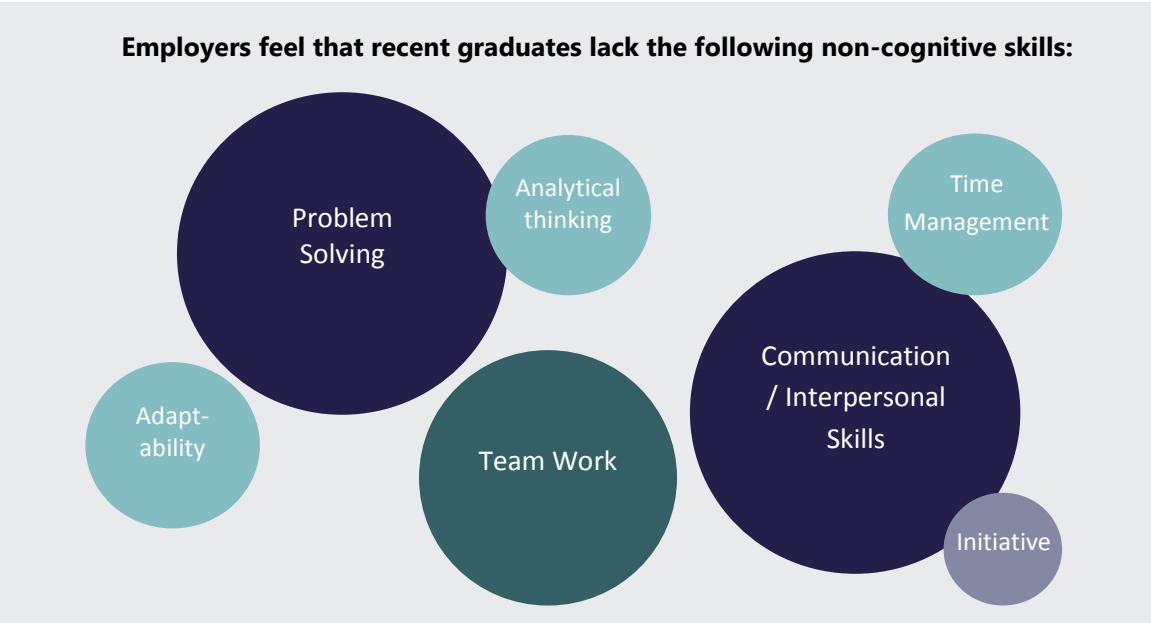 Employers feel that recent graduates lack the following non-cognitive skills:
Problem
Solving
Analytical
thinking
Time
Management
Adapt-
ability
Team Work
Communication
/ Interpersonal
Skills
Initiative